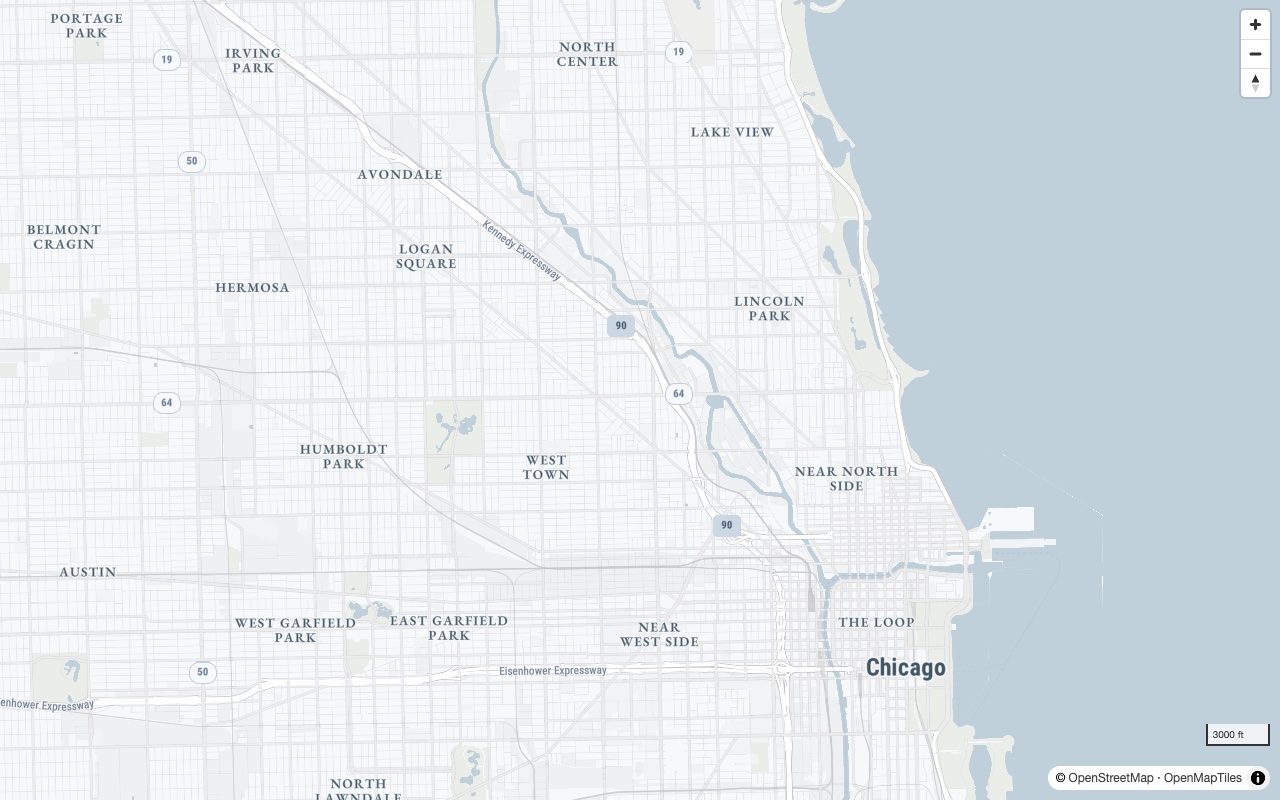 PORTAGE
PARK
19
IRVING
PARK
NORTH
CENTER
19
LAKE VIEW
50
AVONDALE
BELMONT
CRAGIN
LOGAN
SQUARE
Kennedy Expressway
HERMOSA
LINCOLN
PARK
90
64
64
HUMBOLDT
PARK
WEST
TOWN
NEAR NORTH
SIDE
90
AUSTIN
WEST GARFIELD
PARK
EAST GARFIELD
PARK
NEAR
WEST SIDE
THE LOOP
Chicago
50
Eisenhower Expressway
enhower Expressway
NORTH
LAWNDALE
3000 ft
© OpenStreetMap · OpenMapTiles